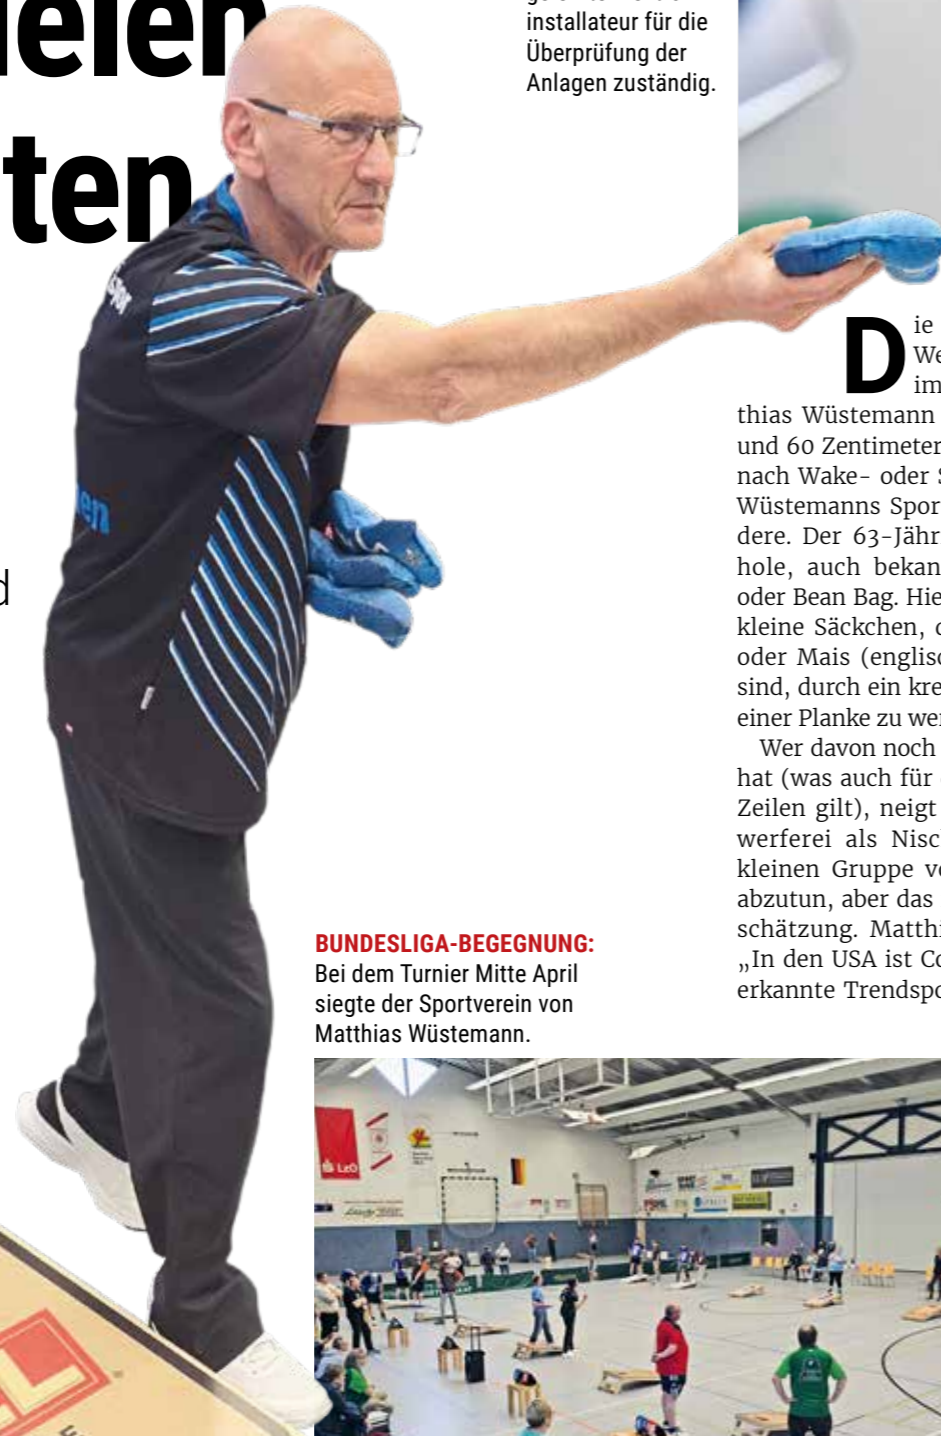 ielen
ten
installateur für die
Überprüfung der
Anlagen zuständig.
d
Die
We
im
thias Wüstemann
und 60 Zentimeter
nach Wake- oder S
Wüstemanns Spor
dere. Der 63-Jähr
hole, auch bekan
oder Bean Bag. Hie
kleine Säckchen, d
oder Mais (englisc
sind, durch ein kre
einer Planke zu wer
Wer davon noch
hat (was auch für
Zeilen gilt), neigt
werferei als Nisc
kleinen Gruppe vo
abzutun, aber das
schätzung. Matthi
„In den USA ist Co
erkannte Trendspo
BUNDESLIGA-BEGEGNUNG:
Bei dem Turnier Mitte April
siegte der Sportverein von
Matthias Wüstemann.
LzO
en
L